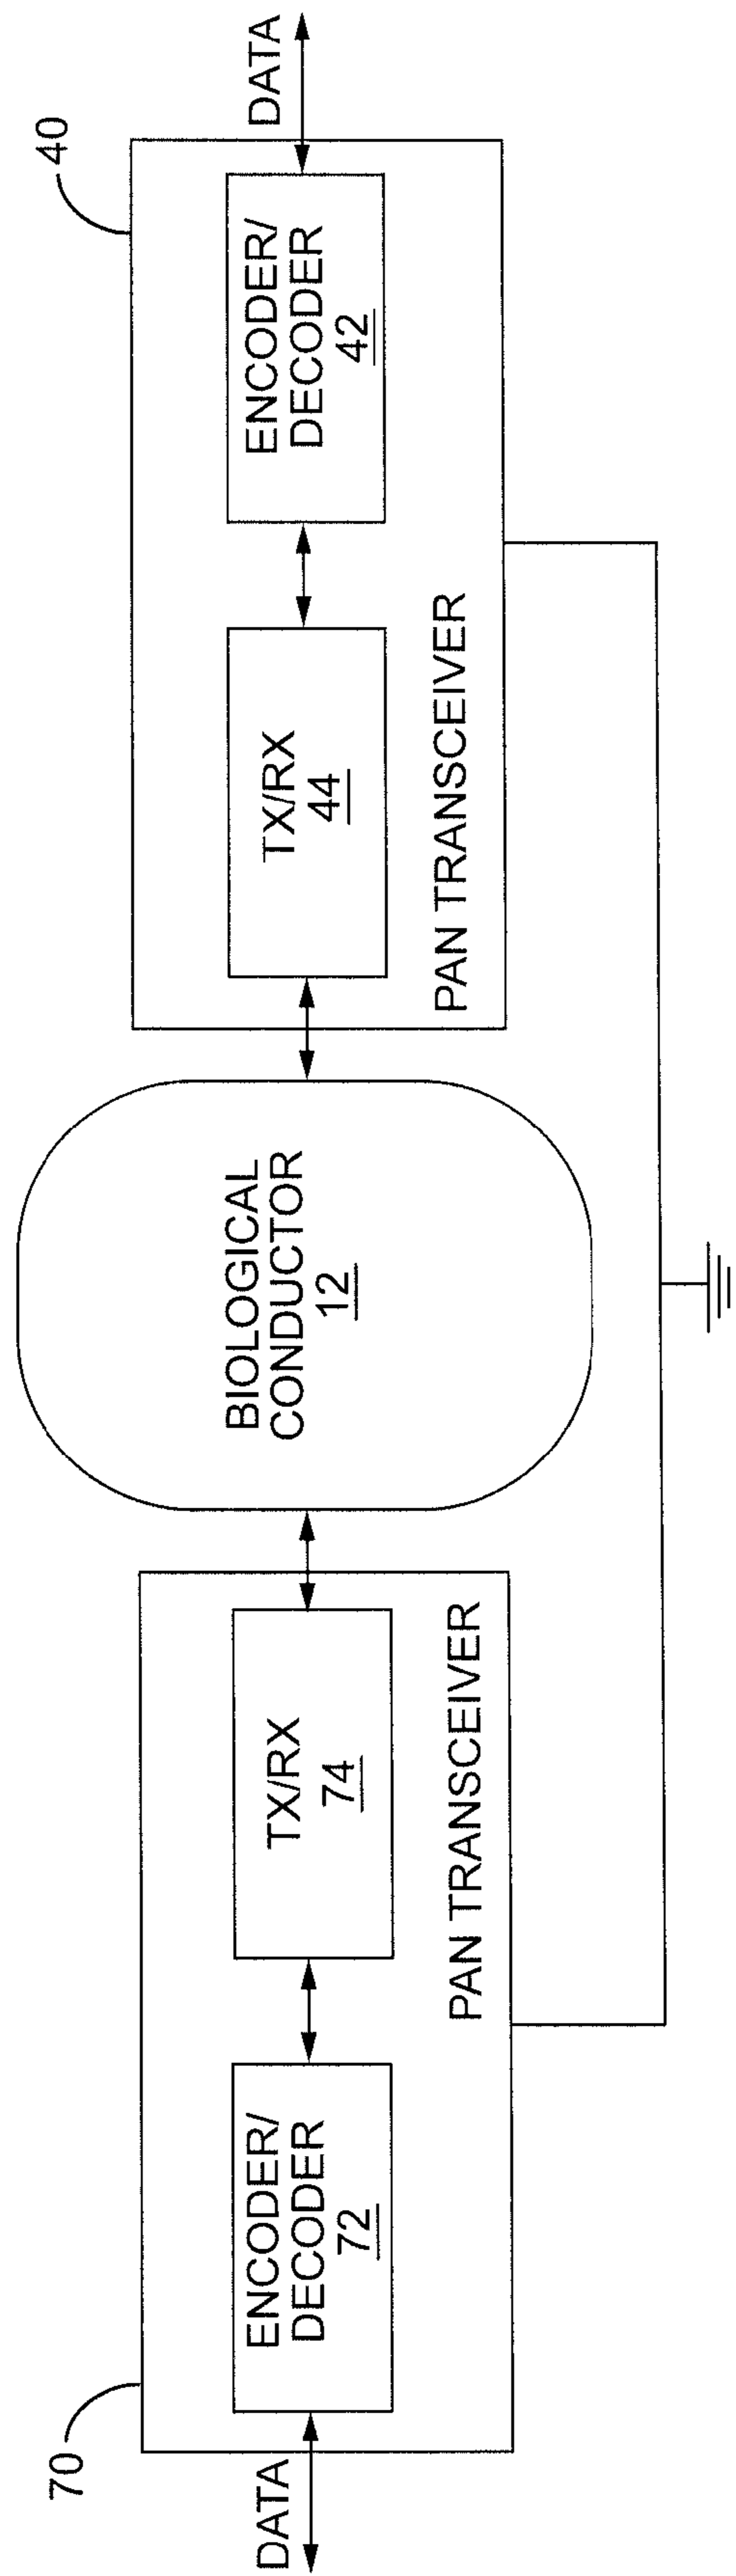 70
DATA
ENCODER/
DECODER
72
TX/RX
74
PAN TRANSCEIVER
BIOLOGICAL
CONDUCTOR
12
40
TX/RX
44
ENCODER/
DECODER
42
PAN TRANSCEIVER
DATA